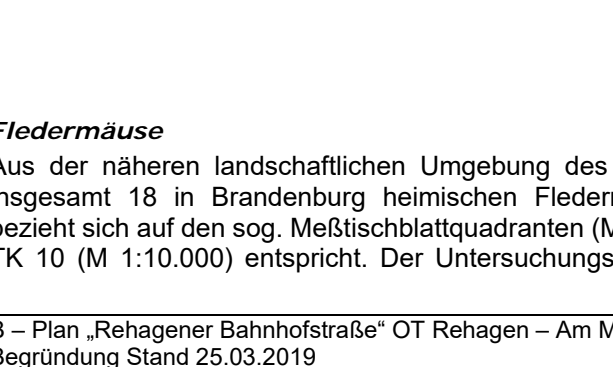 Fledermäuse
Aus der näheren landschaftlichen Umgebung des
insgesamt 18 in Brandenburg heimischen Flederm
bezieht sich auf den sog. Meßtischblattquadranten (M
TK 10 (M 1:10.000) entspricht. Der Untersuchungs
B – Plan „Rehagener Bahnhofstraße“ OT Rehagen – Am M
Begründung Stand 25.03.2019